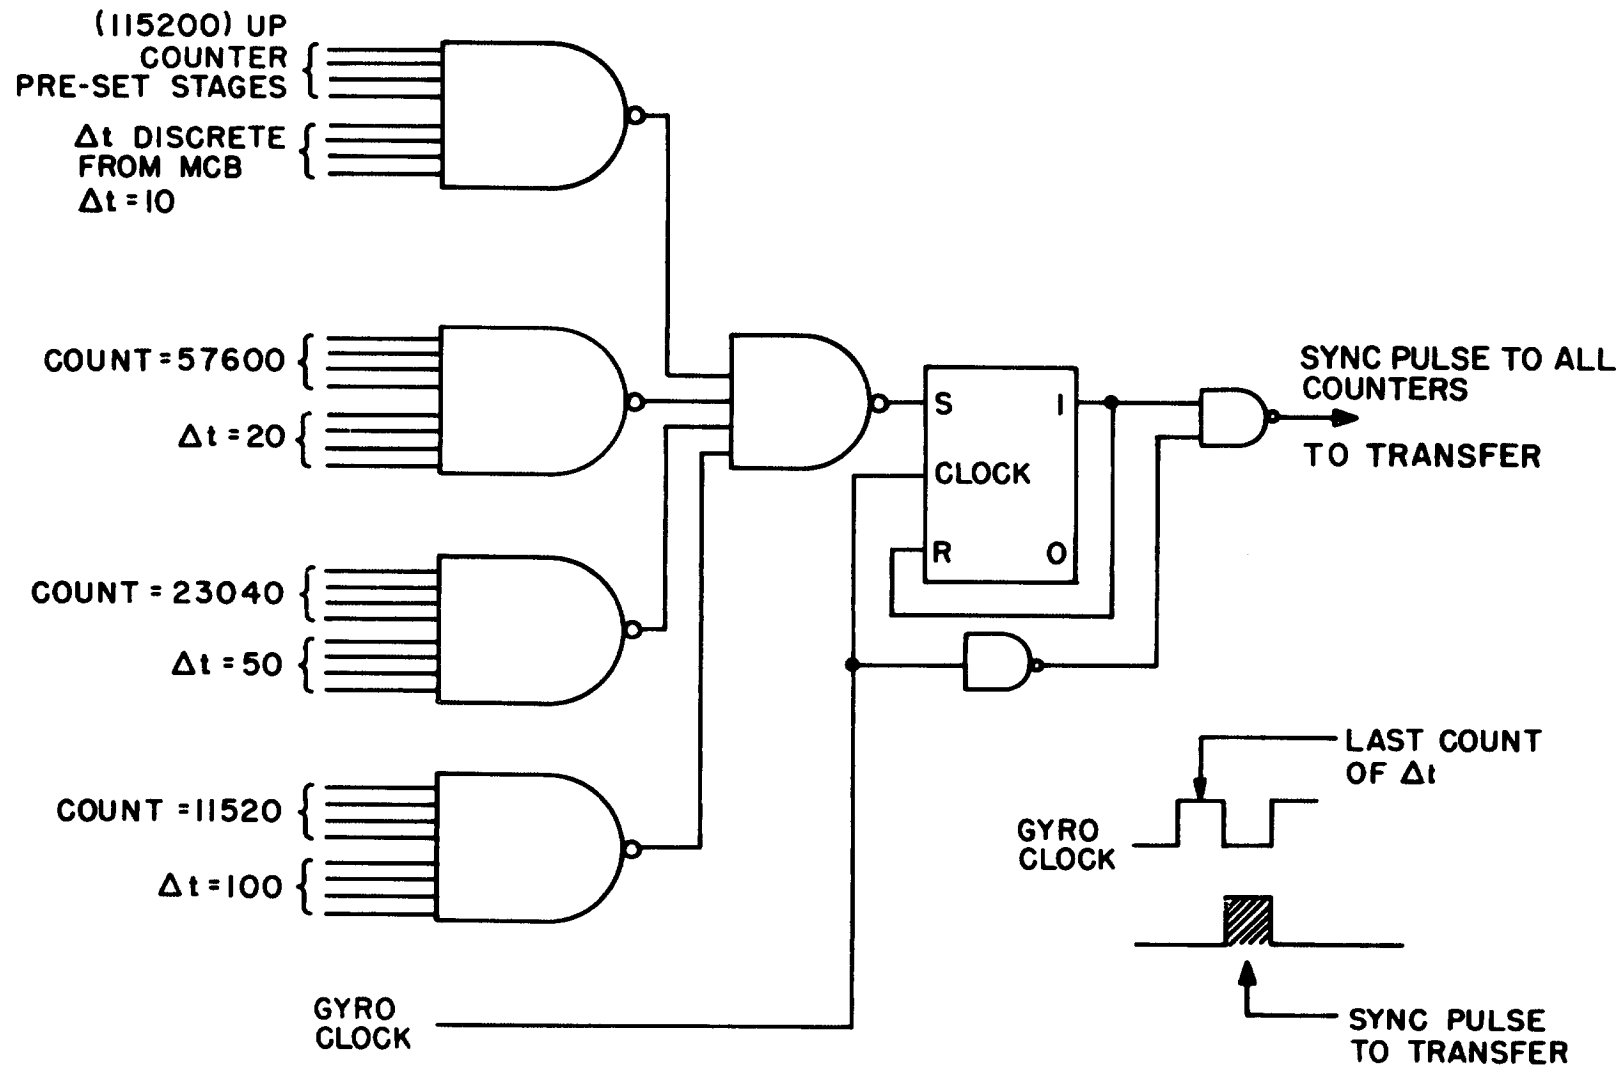 (115200) UP
COUNTER
PRE-SET STAGES
Δt DISCRETE
FROM MCB
Δt = 10
COUNT = 57600
Δt = 20
COUNT = 23040
Δt = 50
COUNT = 11520
Δt = 100
GYRO
CLOCK
S
1
CLOCK
R
0
SYNC PULSE TO ALL
COUNTERS
TO TRANSFER
LAST COUNT
OF Δt
GYRO
CLOCK
SYNC PULSE
TO TRANSFER